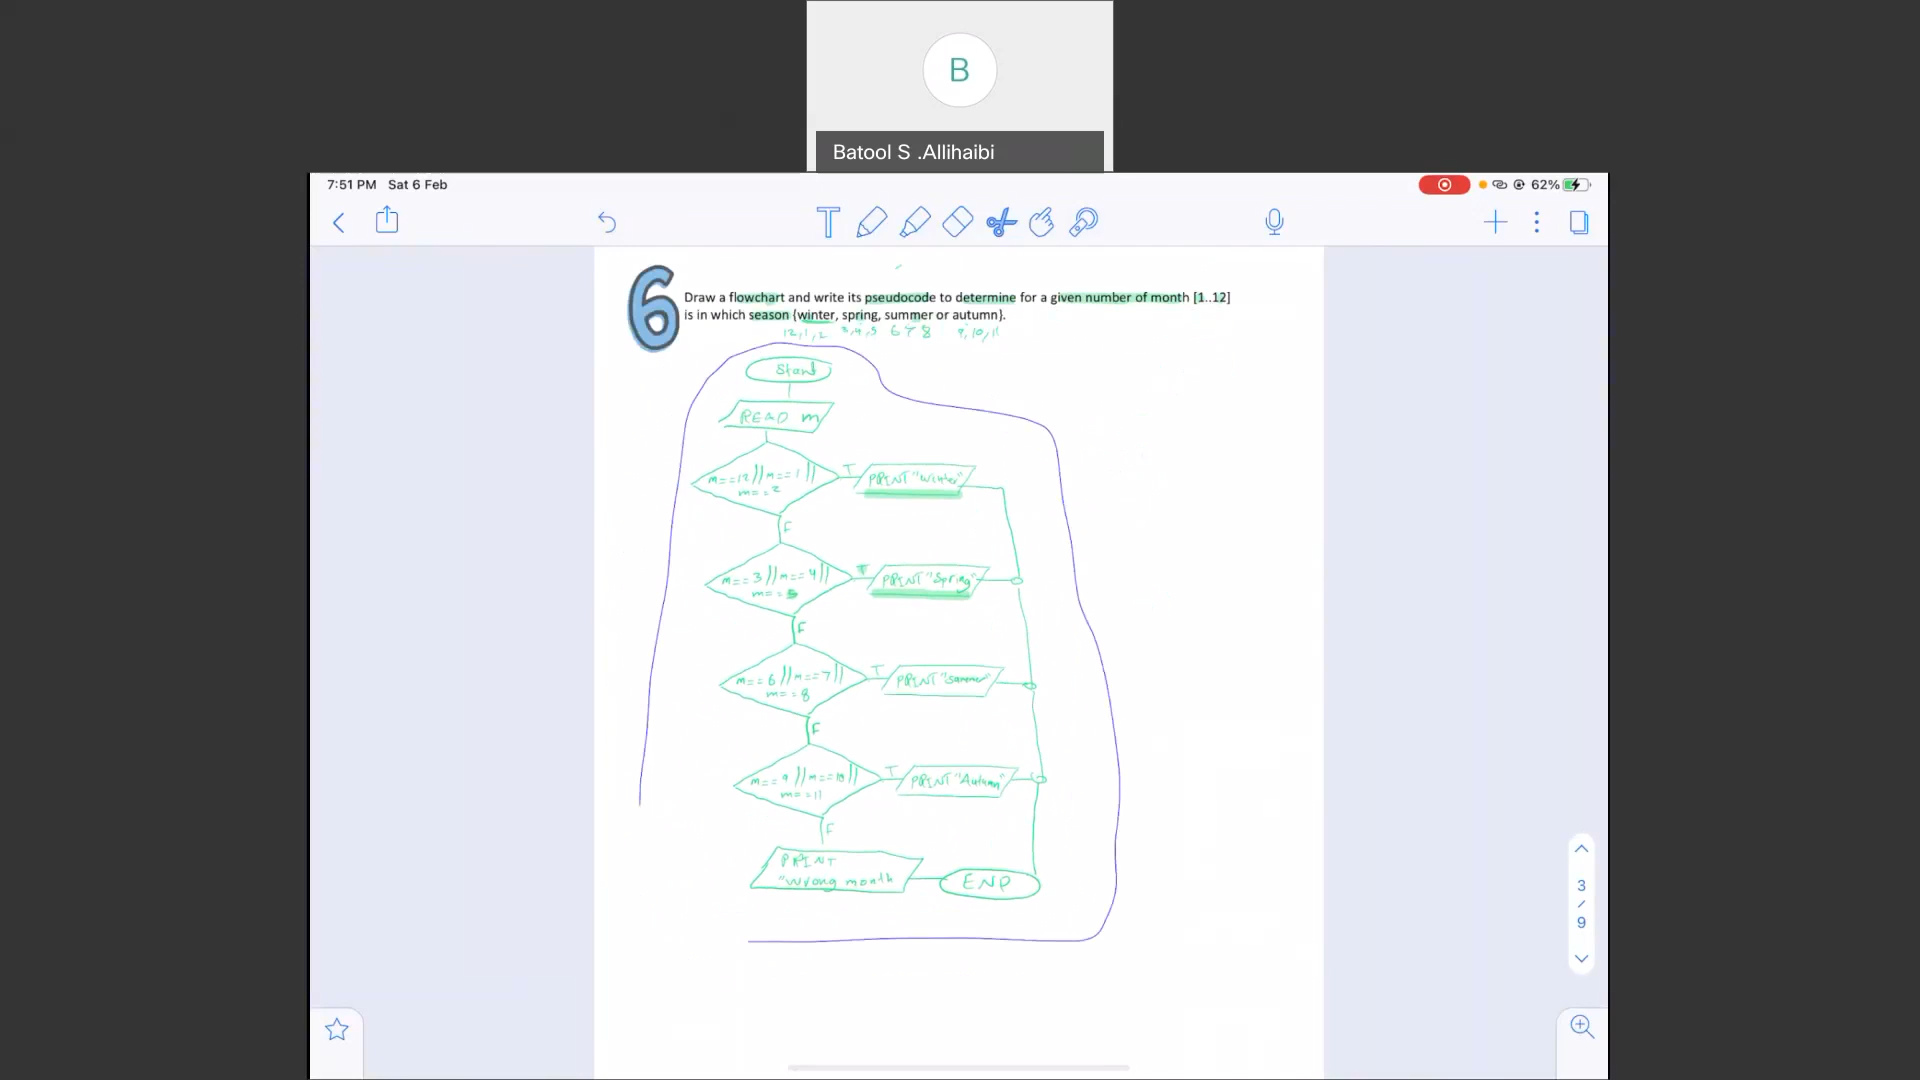 B
Batool S .Allihaibi
7:51 PM Sat 6 Feb
62%
T
6
Draw a flowchart and write its pseudocode to determine for a given number of month [1..12]
is in which season {winter, spring, summer or autumn}.
12,1,2 3,4,5 6 7 8 9,10,11
Start
READ m
m==12 || m==1 ||
m==2
T
PRINT "Winter"
F
m==3 || m==4 ||
m==5
T
PRINT "Spring"
F
m==6 || m==7 ||
m==8
T
PRINT "Summer"
F
m==9 || m==10 ||
m==11
T
PRINT "Autumn"
F
PRINT
"Wrong month
END
3
/
9